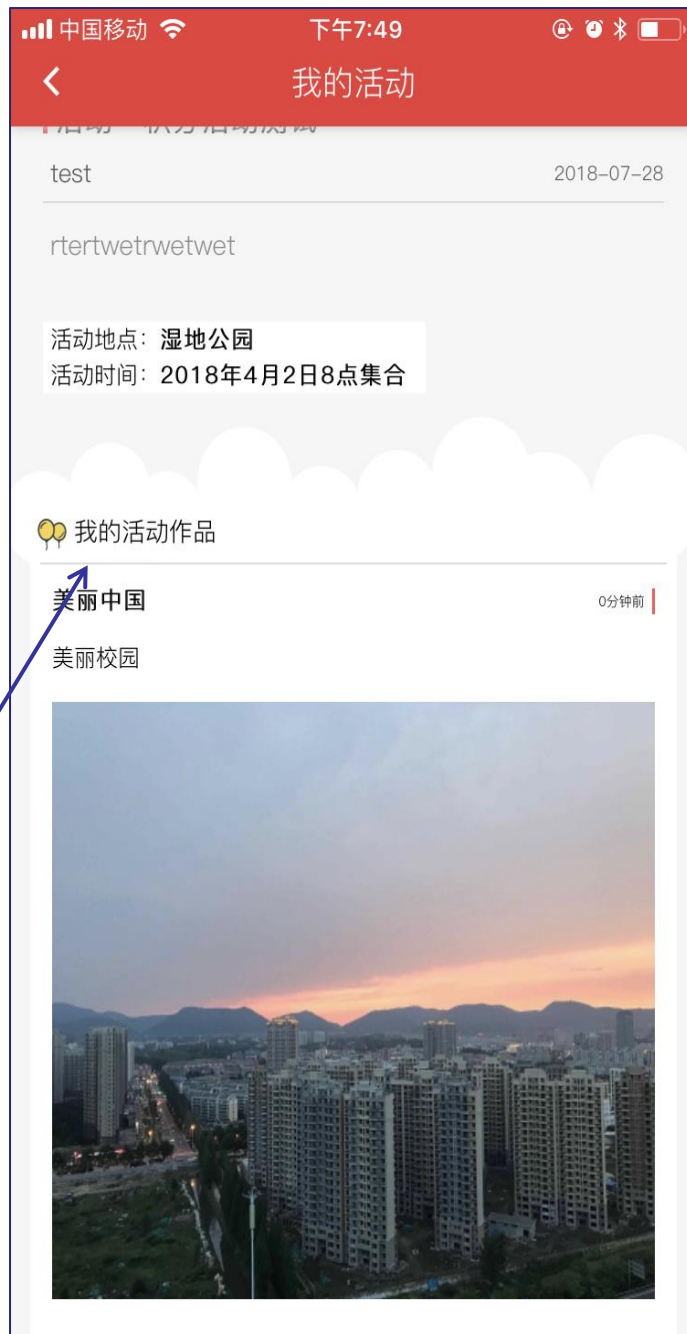 中国移动 下午7:49
我的活动
test 2018-07-28
rtertwetrwetwet
活动地点：湿地公园
活动时间：2018年4月2日8点集合
我的活动作品
美丽中国 0分钟前
美丽校园